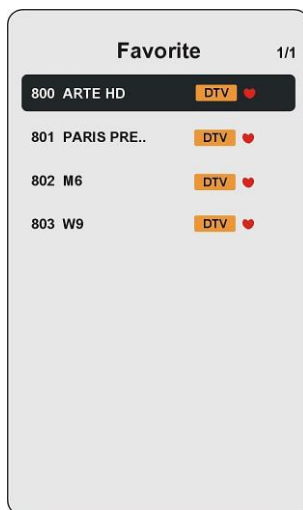 Favorite 1/1
800 ARTE HD DTV
801 PARIS PRE.. DTV
802 M6 DTV
803 W9 DTV